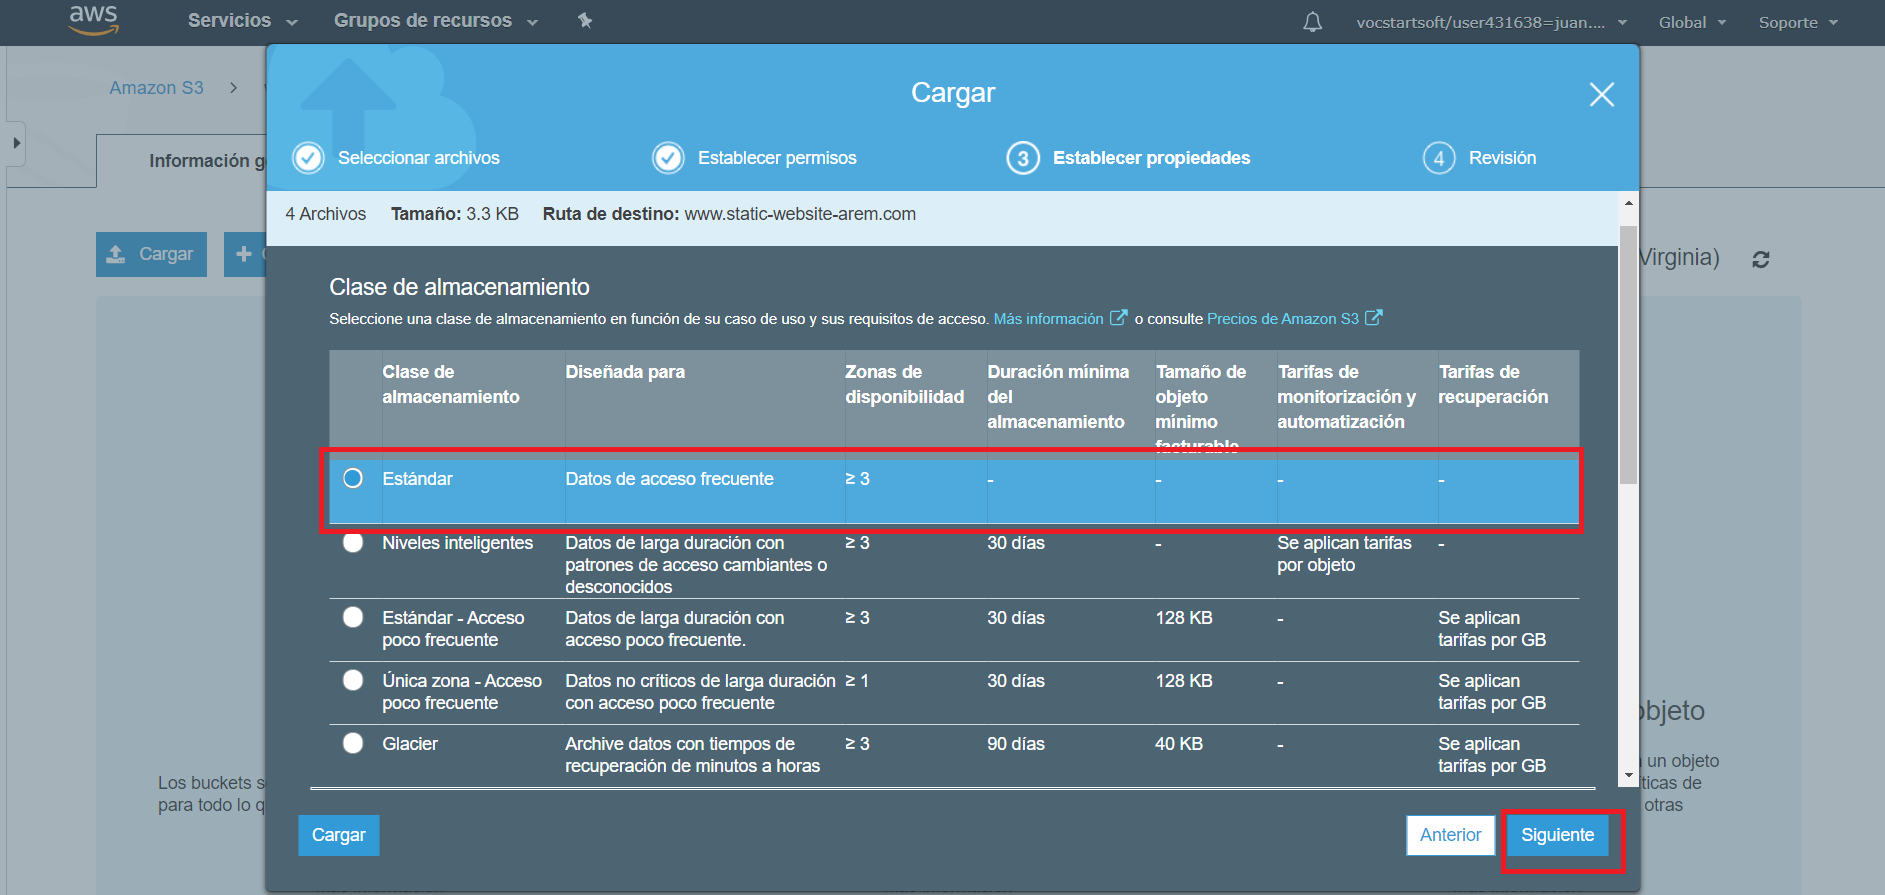 aws Servicios Grupos de recursos vocstartsoft/user431638=juan.... Global Soporte
Amazon S3
Información g
Cargar
Virginia)
Los buckets s
para todo lo q
objeto
un objeto
ticas de
otras
Cargar
Seleccionar archivos Establecer permisos 3 Establecer propiedades 4 Revisión
4 Archivos Tamaño: 3.3 KB Ruta de destino: www.static-website-arem.com
Clase de almacenamiento
Seleccione una clase de almacenamiento en función de su caso de uso y sus requisitos de acceso. Más información o consulte Precios de Amazon S3
Clase de almacenamiento Diseñada para Zonas de disponibilidad Duración mínima del almacenamiento Tamaño de objeto mínimo facturable Tarifas de monitorización y automatización Tarifas de recuperación
Estándar Datos de acceso frecuente ≥ 3 - - - -
Niveles inteligentes Datos de larga duración con patrones de acceso cambiantes o desconocidos ≥ 3 30 días - Se aplican tarifas por objeto -
Estándar - Acceso poco frecuente Datos de larga duración con acceso poco frecuente. ≥ 3 30 días 128 KB - Se aplican tarifas por GB
Única zona - Acceso poco frecuente Datos no críticos de larga duración con acceso poco frecuente ≥ 1 30 días 128 KB - Se aplican tarifas por GB
Glacier Archive datos con tiempos de recuperación de minutos a horas ≥ 3 90 días 40 KB - Se aplican tarifas por GB
Cargar Anterior Siguiente